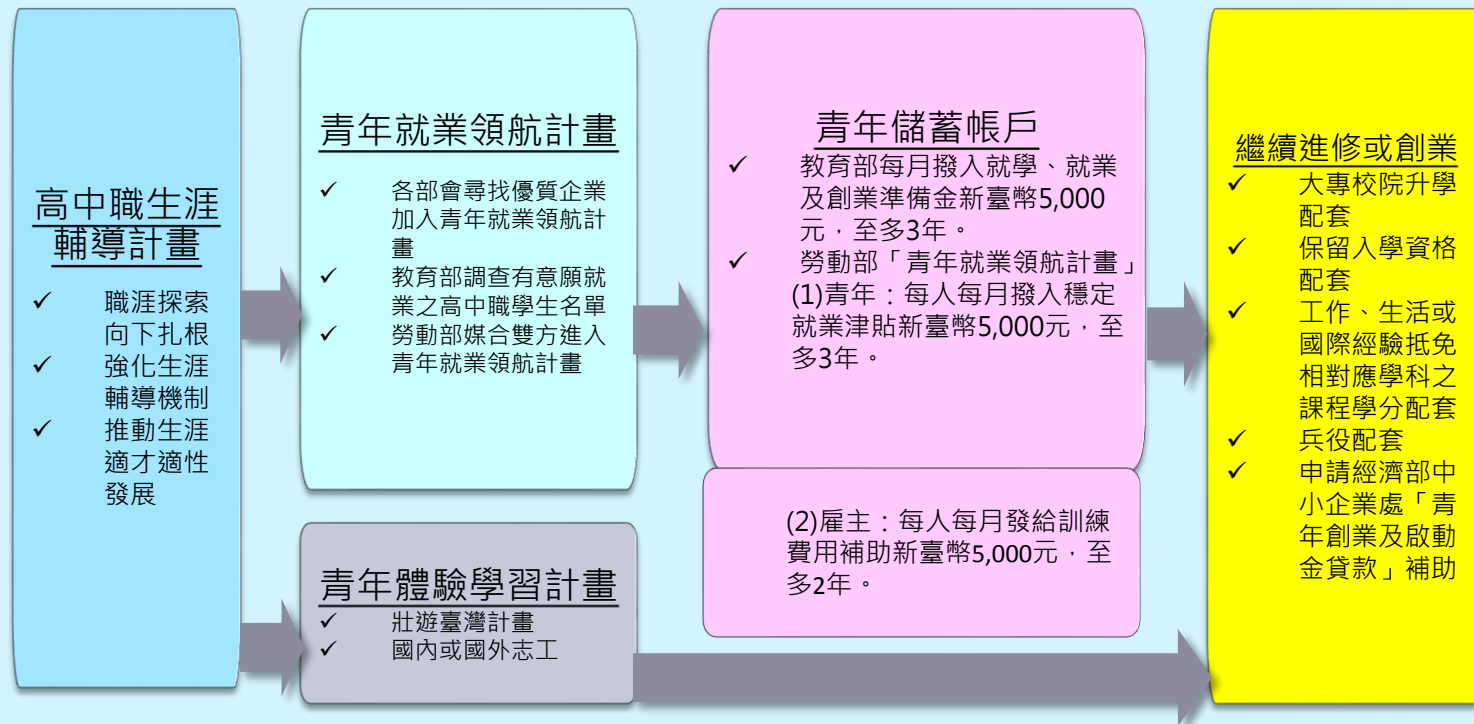 高中職生涯
輔導計畫
✓ 職涯探索
向下扎根
✓ 強化生涯
輔導機制
✓ 推動生涯
適才適性
發展
青年就業領航計畫
✓ 各部會尋找優質企業
加入青年就業領航計
畫
✓ 教育部調查有意願就
業之高中職學生名單
✓ 勞動部媒合雙方進入
青年就業領航計畫
青年體驗學習計畫
✓ 壯遊臺灣計畫
✓ 國內或國外志工
青年儲蓄帳戶
✓ 教育部每月撥入就學、就業
及創業準備金新臺幣5,000
元，至多3年。
✓ 勞動部「青年就業領航計畫」
(1)青年：每人每月撥入穩定
就業津貼新臺幣5,000元，至
多3年。
(2)雇主：每人每月發給訓練
費用補助新臺幣5,000元，至
多2年。
繼續進修或創業
✓ 大專校院升學
配套
✓ 保留入學資格
配套
✓ 工作、生活或
國際經驗抵免
相對應學科之
課程學分配套
✓ 兵役配套
✓ 申請經濟部中
小企業處「青
年創業及啟動
金貸款」補助